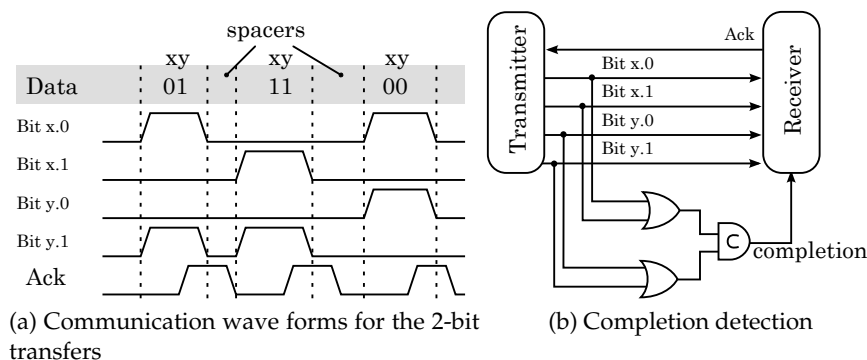 spacers
xy xy xy
Data 01 11 00
Bit x.0
Bit x.1
Bit y.0
Bit y.1
Ack
(a) Communication wave forms for the 2-bit
transfers
Transmitter
Receiver
Ack
Bit x.0
Bit x.1
Bit y.0
Bit y.1
C
completion
(b) Completion detection